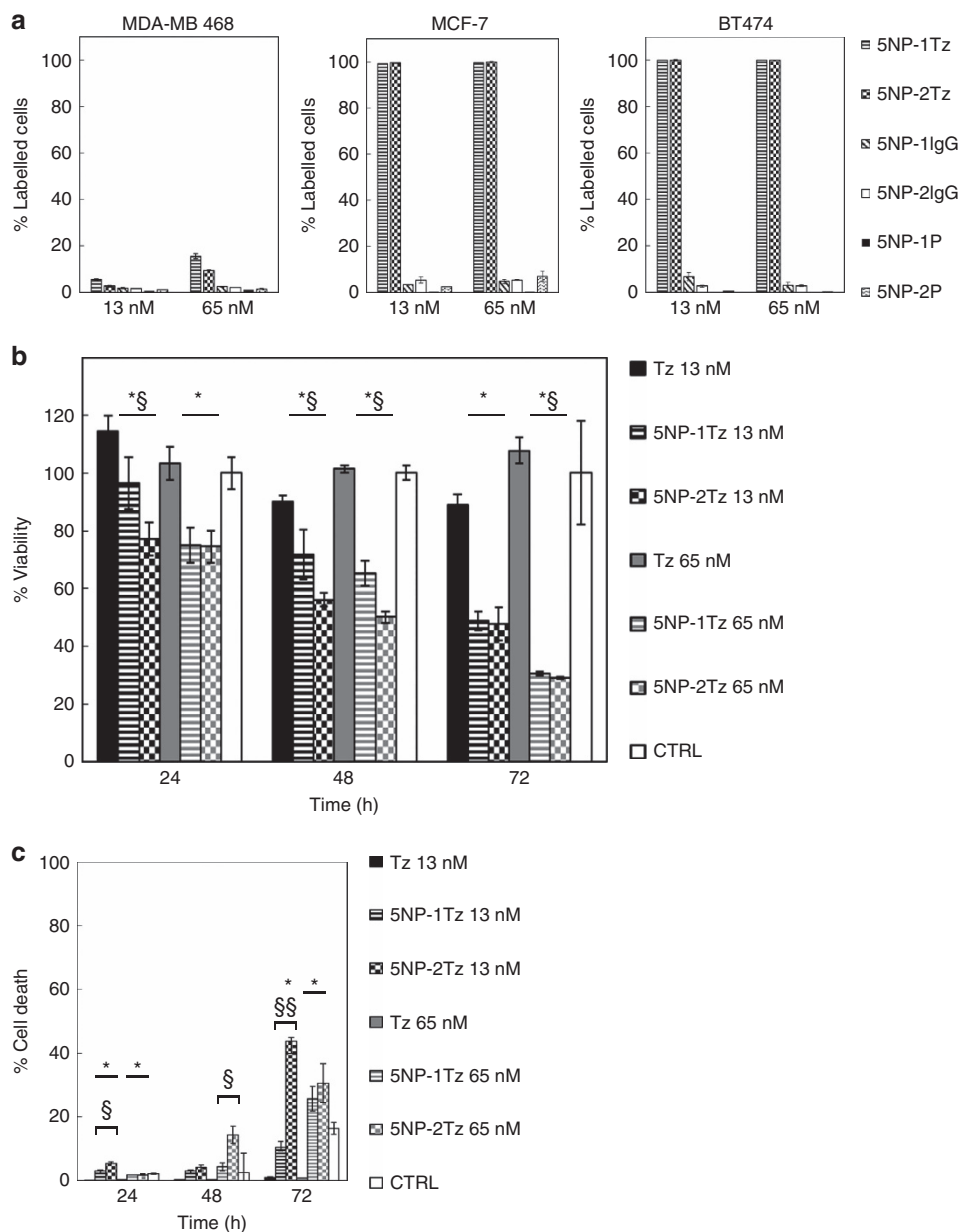 a
MDA-MB 468
MCF-7
BT474
% Labelled cells
100
80
60
40
20
0
13 nM
65 nM
% Labelled cells
100
80
60
40
20
0
13 nM
65 nM
% Labelled cells
100
80
60
40
20
0
13 nM
65 nM
5NP-1Tz
5NP-2Tz
5NP-1IgG
5NP-2IgG
5NP-1P
5NP-2P
b
% Viability
120
100
80
60
40
20
0
*§
*
*§
*§
*
*§
24
48
72
Time (h)
Tz 13 nM
5NP-1Tz 13 nM
5NP-2Tz 13 nM
Tz 65 nM
5NP-1Tz 65 nM
5NP-2Tz 65 nM
CTRL
c
% Cell death
100
80
60
40
20
0
*
*
§
§
*
§§
*
24
48
72
Time (h)
Tz 13 nM
5NP-1Tz 13 nM
5NP-2Tz 13 nM
Tz 65 nM
5NP-1Tz 65 nM
5NP-2Tz 65 nM
CTRL